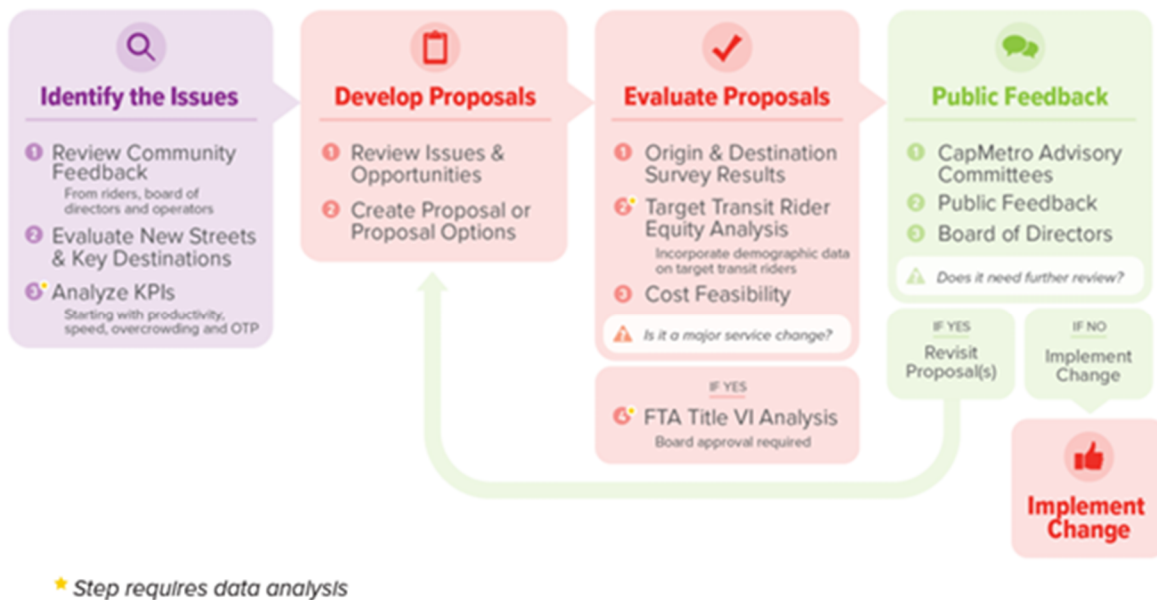 Identify the Issues
1 Review Community
Feedback
From riders, board of
directors and operators
2 Evaluate New Streets
& Key Destinations
3 Analyze KPIs
Starting with productivity,
speed, overcrowding and OTP
Develop Proposals
1 Review Issues &
Opportunities
2 Create Proposal or
Proposal Options
Evaluate Proposals
1 Origin & Destination
Survey Results
2 Target Transit Rider
Equity Analysis
Incorporate demographic data
on target transit riders
3 Cost Feasibility
Is it a major service change?
IF YES
4 FTA Title VI Analysis
Board approval required
Public Feedback
1 CapMetro Advisory
Committees
2 Public Feedback
3 Board of Directors
Does it need further review?
IF YES
Revisit
Proposal(s)
IF NO
Implement
Change
Implement
Change
Step requires data analysis